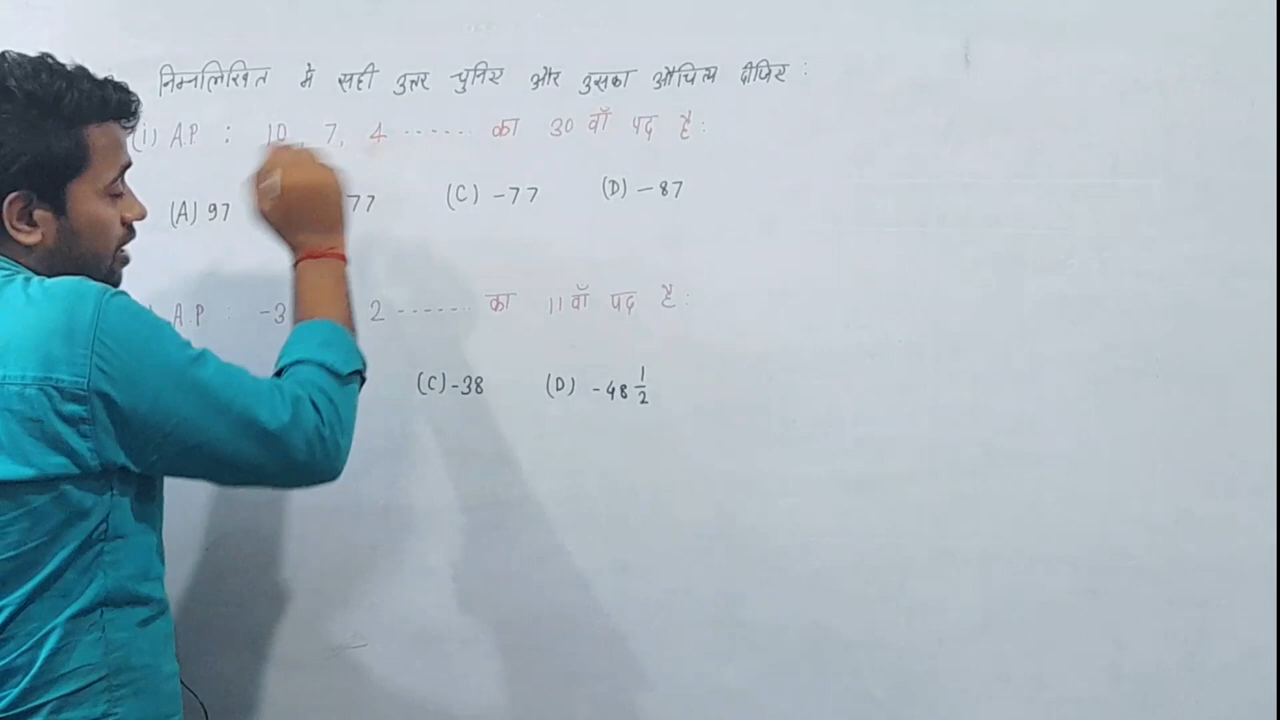 निम्नलिखित में सही उत्तर चुनिए और उसका औचित्य दीजिए :
(i) A.P : 10, 7, 4 ...... का 30 वाँ पद है :
(A) 97 77 (C) -77 (D) -87
A.P : -3 2 ....... का 11 वाँ पद है :
(C) -38 (D) -48 1/2